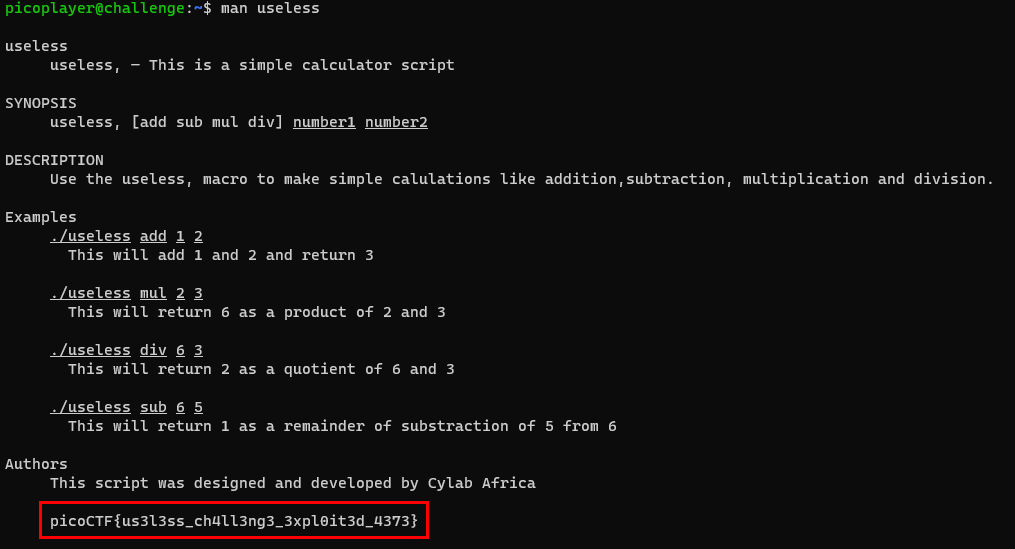 picoplayer@challenge:~$ man useless
useless
useless, — This is a simple calculator script
SYNOPSIS
useless, [add sub mul div] number1 number2
DESCRIPTION
Use the useless, macro to make simple calulations like addition,subtraction, multiplication and division.
Examples
./useless add 1 2
This will add 1 and 2 and return 3
./useless mul 2 3
This will return 6 as a product of 2 and 3
./useless div 6 3
This will return 2 as a quotient of 6 and 3
./useless sub 6 5
This will return 1 as a remainder of substraction of 5 from 6
Authors
This script was designed and developed by Cylab Africa
picoCTF{us3l3ss_ch4ll3ng3_3xpl0it3d_4373}